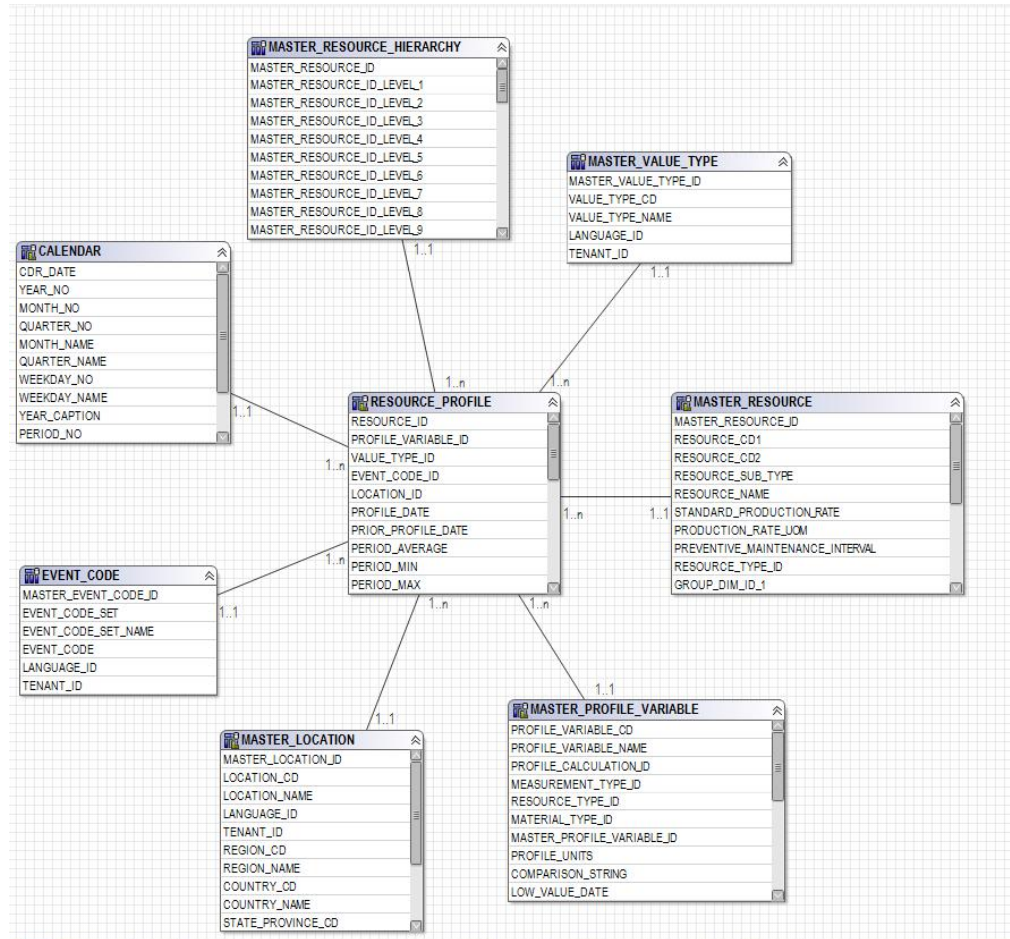 MASTER_RESOURCE_HIERARCHY
MASTER_RESOURCE_ID
MASTER_RESOURCE_ID_LEVEL_1
MASTER_RESOURCE_ID_LEVEL_2
MASTER_RESOURCE_ID_LEVEL_3
MASTER_RESOURCE_ID_LEVEL_4
MASTER_RESOURCE_ID_LEVEL_5
MASTER_RESOURCE_ID_LEVEL_6
MASTER_RESOURCE_ID_LEVEL_7
MASTER_RESOURCE_ID_LEVEL_8
MASTER_RESOURCE_ID_LEVEL_9
1..1
MASTER_VALUE_TYPE
MASTER_VALUE_TYPE_ID
VALUE_TYPE_CD
VALUE_TYPE_NAME
LANGUAGE_ID
TENANT_ID
1..1
CALENDAR
CDR_DATE
YEAR_NO
MONTH_NO
QUARTER_NO
MONTH_NAME
QUARTER_NAME
WEEKDAY_NO
WEEKDAY_NAME
YEAR_CAPTION
PERIOD_NO
1..1
1..n
1..n
1..n
RESOURCE_PROFILE
RESOURCE_ID
PROFILE_VARIABLE_ID
VALUE_TYPE_ID
EVENT_CODE_ID
LOCATION_ID
PROFILE_DATE
PRIOR_PROFILE_DATE
PERIOD_AVERAGE
PERIOD_MIN
PERIOD_MAX
1..n
1..1
MASTER_RESOURCE
MASTER_RESOURCE_ID
RESOURCE_CD1
RESOURCE_CD2
RESOURCE_SUB_TYPE
RESOURCE_NAME
STANDARD_PRODUCTION_RATE
PRODUCTION_RATE_UOM
PREVENTIVE_MAINTENANCE_INTERVAL
RESOURCE_TYPE_ID
GROUP_DIM_ID_1
1..n
EVENT_CODE
MASTER_EVENT_CODE_ID
EVENT_CODE_SET
EVENT_CODE_SET_NAME
EVENT_CODE
LANGUAGE_ID
TENANT_ID
1..1
1..n
1..n
1..1
MASTER_LOCATION
MASTER_LOCATION_ID
LOCATION_CD
LOCATION_NAME
LANGUAGE_ID
TENANT_ID
REGION_CD
REGION_NAME
COUNTRY_CD
COUNTRY_NAME
STATE_PROVINCE_CD
1..1
MASTER_PROFILE_VARIABLE
PROFILE_VARIABLE_CD
PROFILE_VARIABLE_NAME
PROFILE_CALCULATION_ID
MEASUREMENT_TYPE_ID
RESOURCE_TYPE_ID
MATERIAL_TYPE_ID
MASTER_PROFILE_VARIABLE_ID
PROFILE_UNITS
COMPARISON_STRING
LOW_VALUE_DATE